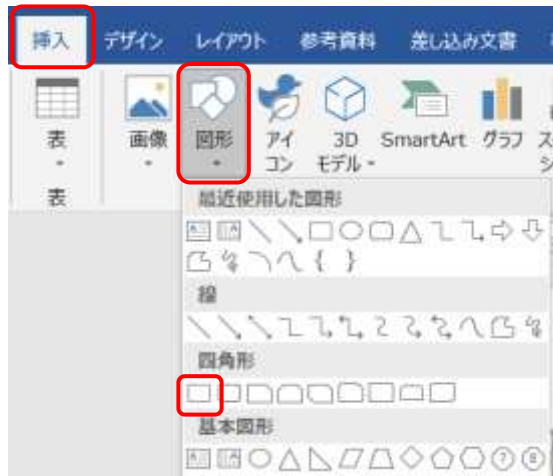 挿入 デザイン レイアウト 参考資料 差し込み文書
表 画像 図形 アイコン 3D モデル SmartArt グラフ
表
最近使用した図形
線
四角形
基本図形